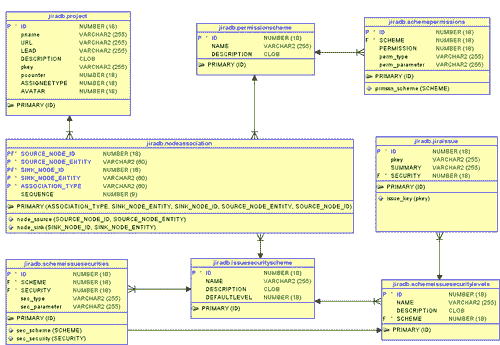 jiradb.project
P * ID NUMBER (18)
pname VARCHAR2 (255)
URL VARCHAR2 (255)
LEAD VARCHAR2 (255)
DESCRIPTION CLOB
pkey VARCHAR2 (255)
pcounter NUMBER (18)
ASSIGNEETYPE NUMBER (18)
AVATAR NUMBER (18)
PRIMARY (ID)
jiradb.permissionscheme
P * ID NUMBER (18)
NAME VARCHAR2 (255)
DESCRIPTION CLOB
PRIMARY (ID)
jiradb.schemepermissions
P * ID NUMBER (18)
F * SCHEME NUMBER (18)
PERMISSION NUMBER (18)
perm_type VARCHAR2 (255)
perm_parameter VARCHAR2 (255)
PRIMARY (ID)
prmssn_scheme (SCHEME)
jiradb.nodeassociation
PF* SOURCE_NODE_ID NUMBER (18)
P * SOURCE_NODE_ENTITY VARCHAR2 (60)
PF* SINK_NODE_ID NUMBER (18)
P * SINK_NODE_ENTITY VARCHAR2 (60)
P * ASSOCIATION_TYPE VARCHAR2 (60)
SEQUENCE NUMBER (9)
PRIMARY (ASSOCIATION_TYPE, SINK_NODE_ENTITY, SINK_NODE_ID, SOURCE_NODE_ENTITY, SOURCE_NODE_ID)
node_source (SOURCE_NODE_ID, SOURCE_NODE_ENTITY)
node_sink (SINK_NODE_ID, SINK_NODE_ENTITY)
jiradb.jiraissue
P * ID NUMBER (18)
pkey VARCHAR2 (255)
SUMMARY VARCHAR2 (255)
F * SECURITY NUMBER (18)
PRIMARY (ID)
issue_key (pkey)
jiradb.schemeissuesecurities
P * ID NUMBER (18)
F * SCHEME NUMBER (18)
F * SECURITY NUMBER (18)
sec_type VARCHAR2 (255)
sec_parameter VARCHAR2 (255)
PRIMARY (ID)
sec_scheme (SCHEME)
sec_security (SECURITY)
jiradb.issuesecurityscheme
P * ID NUMBER (18)
NAME VARCHAR2 (255)
DESCRIPTION CLOB
DEFAULTLEVEL NUMBER (18)
PRIMARY (ID)
jiradb.schemeissuesecuritylevels
P * ID NUMBER (18)
NAME VARCHAR2 (255)
DESCRIPTION CLOB
F * SCHEME NUMBER (18)
PRIMARY (ID)